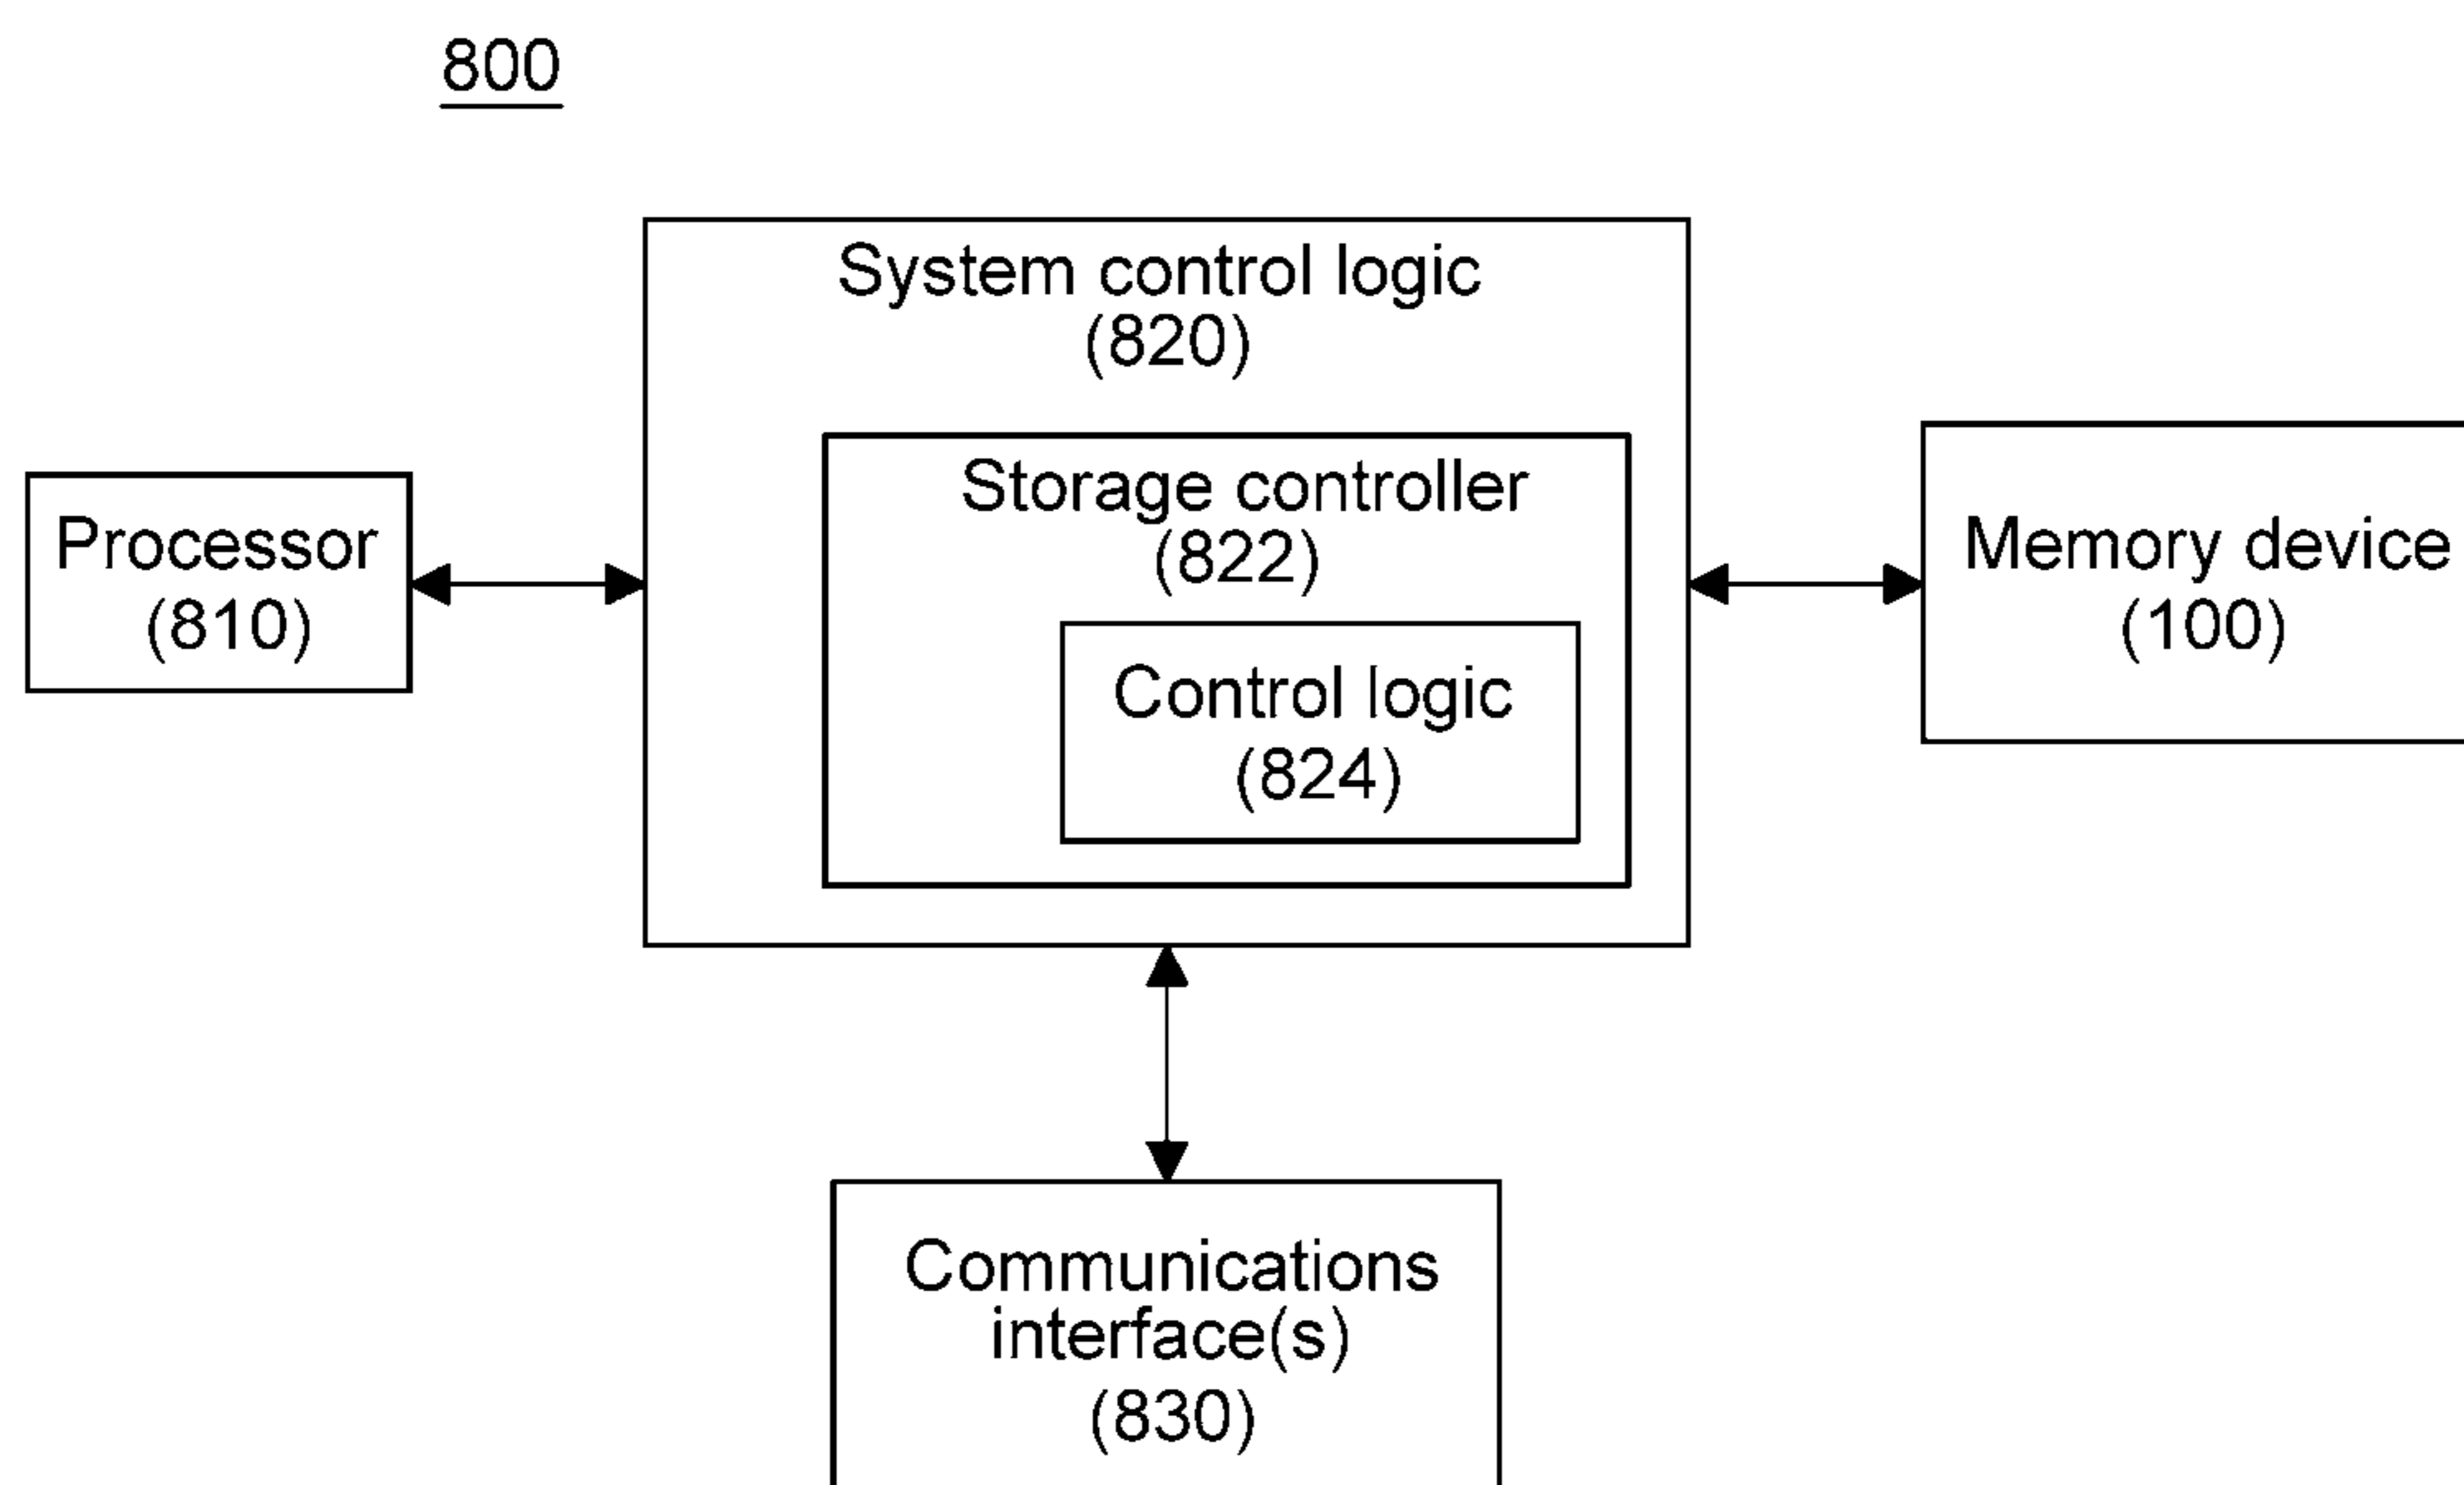 800
System control logic
(820)
Storage controller
(822)
Processor
(810)
Memory device
(100)
Control logic
(824)
Communications
interface(s)
(830)